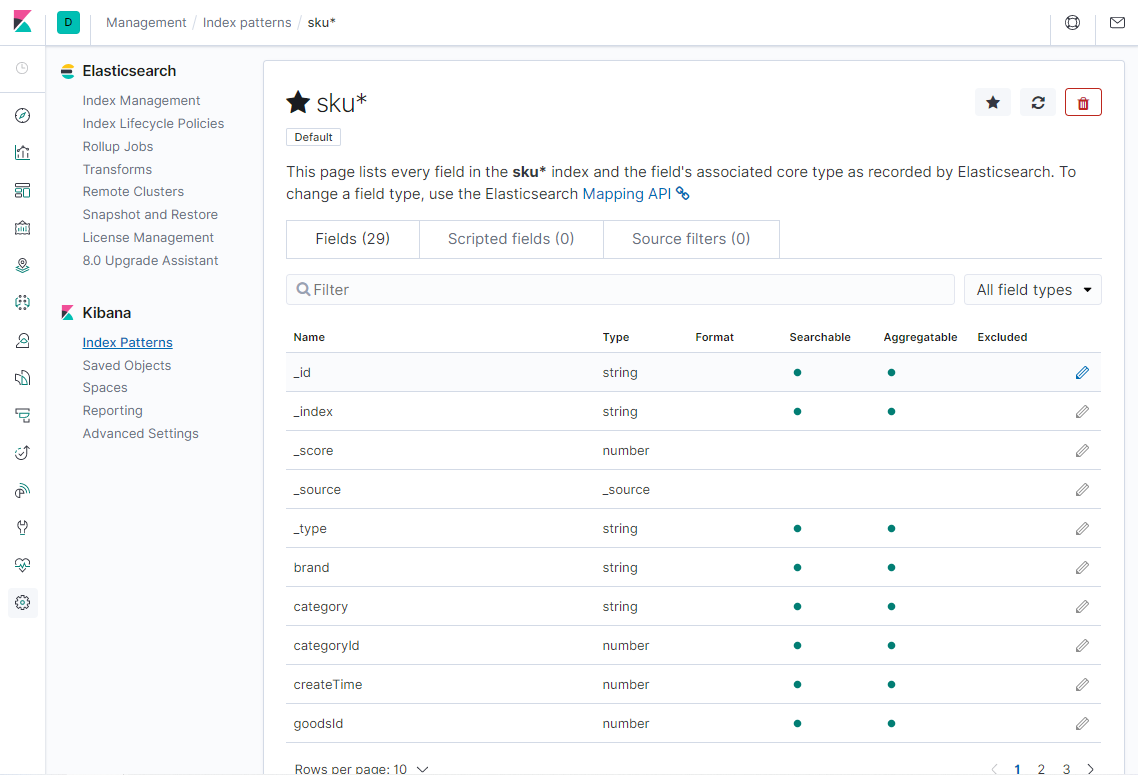 D Management / Index patterns / sku*
Elasticsearch
Index Management
Index Lifecycle Policies
Rollup Jobs
Transforms
Remote Clusters
Snapshot and Restore
License Management
8.0 Upgrade Assistant
Kibana
Index Patterns
Saved Objects
Spaces
Reporting
Advanced Settings
sku*
Default
This page lists every field in the sku* index and the field's associated core type as recorded by Elasticsearch. To
change a field type, use the Elasticsearch Mapping API
Fields (29) Scripted fields (0) Source filters (0)
Filter All field types
Name Type Format Searchable Aggregatable Excluded
_id string
_index string
_score number
_source _source
_type string
brand string
category string
categoryId number
createTime number
goodsId number
Rows per page: 10 1 2 3